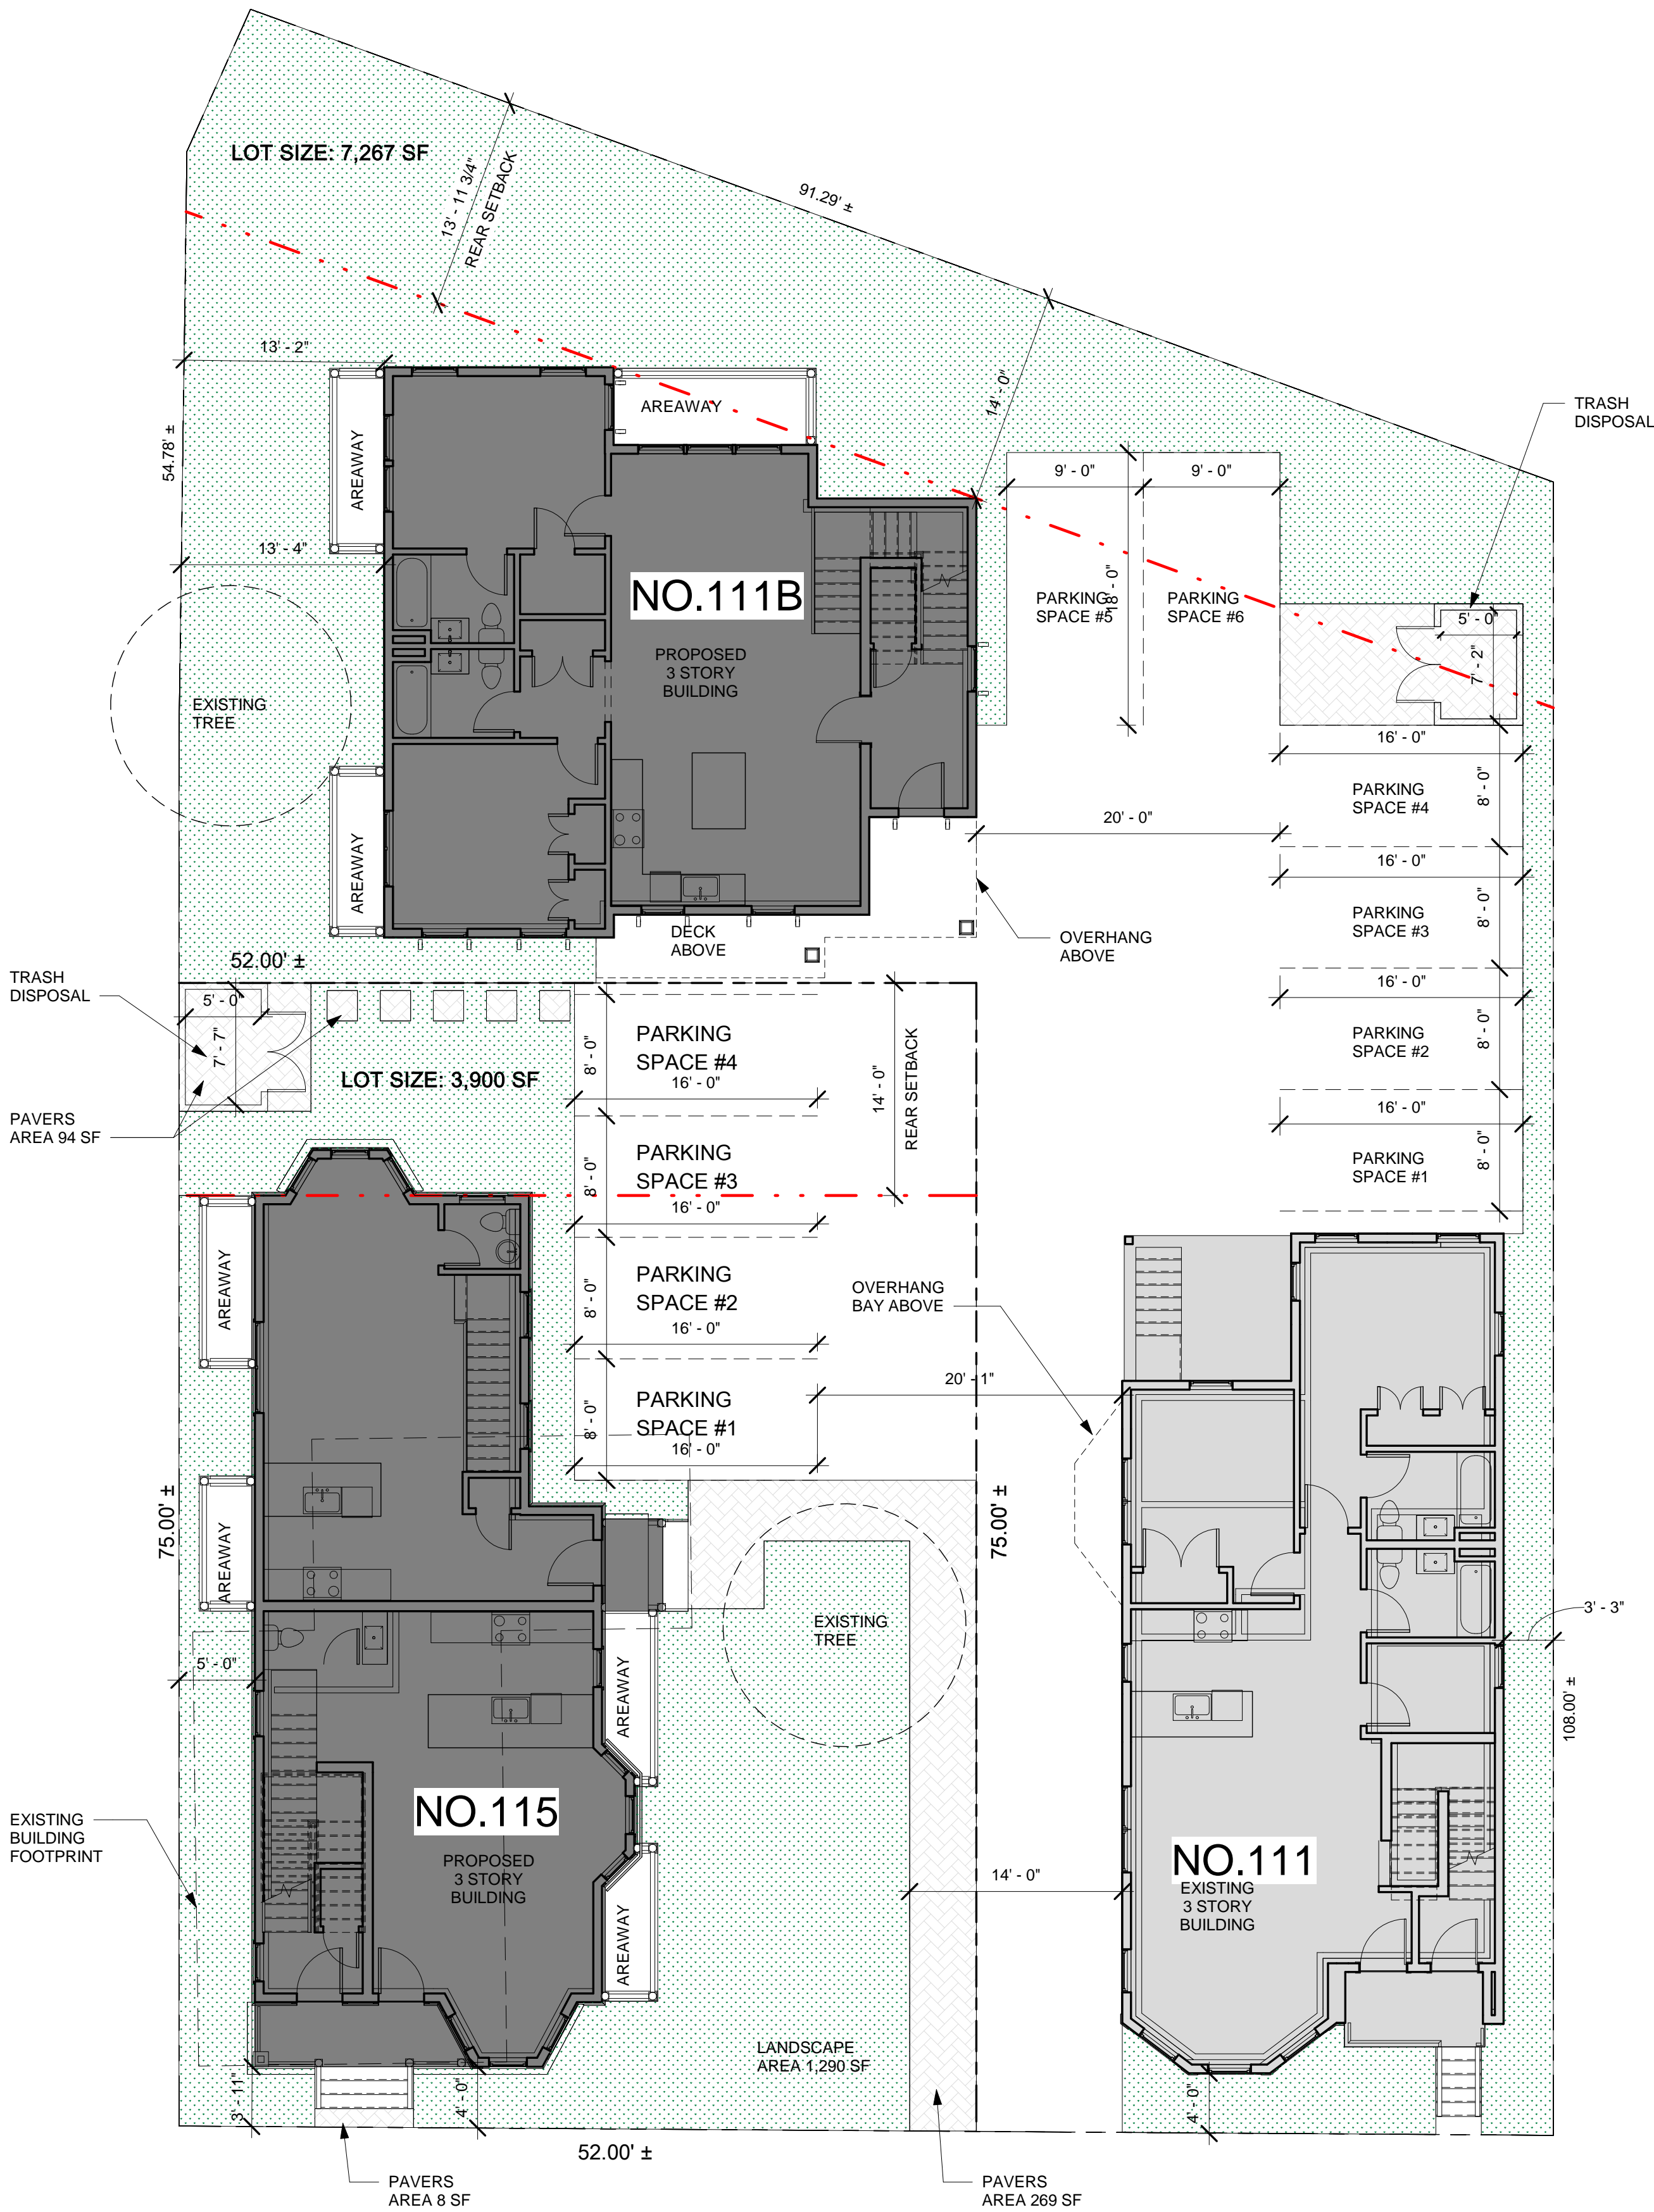 LOT SIZE: 7,267 SF
13' - 11 3/4"
REAR SETBACK
91.29' ±
13' - 2"
14' - 0"
AREAWAY
TRASH
DISPOSAL
54.78' ±
AREAWAY
9' - 0"
9' - 0"
13' - 4"
18' - 0"
NO.111B
PARKING
SPACE #5
PARKING
SPACE #6
5' - 0"
7' - 2"
PROPOSED
3 STORY
BUILDING
EXISTING
TREE
16' - 0"
PARKING
SPACE #4
8' - 0"
20' - 0"
AREAWAY
16' - 0"
PARKING
SPACE #3
8' - 0"
DECK
ABOVE
OVERHANG
ABOVE
52.00' ±
TRASH
DISPOSAL
5' - 0"
7' - 7"
16' - 0"
PARKING
SPACE #4
16' - 0"
8' - 0"
14' - 0"
REAR SETBACK
PARKING
SPACE #2
8' - 0"
LOT SIZE: 3,900 SF
PAVERS
AREA 94 SF
16' - 0"
PARKING
SPACE #3
16' - 0"
8' - 0"
PARKING
SPACE #1
8' - 0"
AREAWAY
PARKING
SPACE #2
16' - 0"
8' - 0"
OVERHANG
BAY ABOVE
20' - 1"
PARKING
SPACE #1
16' - 0"
8' - 0"
75.00' ±
AREAWAY
75.00' ±
EXISTING
TREE
3' - 3"
5' - 0"
AREAWAY
108.00' ±
NO.115
EXISTING
BUILDING
FOOTPRINT
PROPOSED
3 STORY
BUILDING
NO.111
EXISTING
3 STORY
BUILDING
14' - 0"
AREAWAY
LANDSCAPE
AREA 1,290 SF
3' - 11"
4' - 0"
4' - 0"
52.00' ±
PAVERS
AREA 8 SF
PAVERS
AREA 269 SF